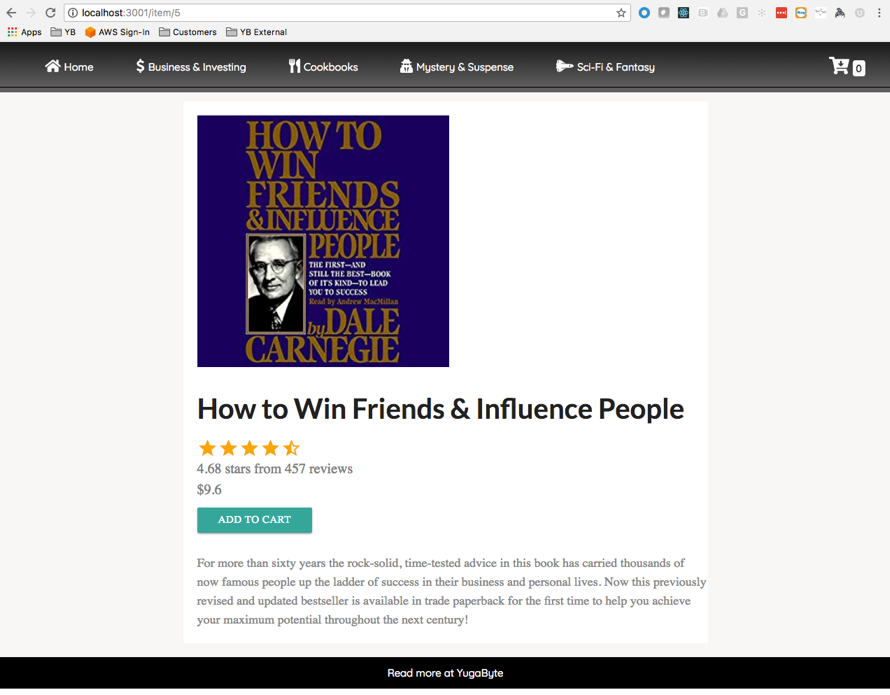 localhost:3001/item/5
Apps YB AWS Sign-In Customers YB External
Home Business & Investing Cookbooks Mystery & Suspense Sci-Fi & Fantasy 0
HOW TO
WIN
FRIENDS
& INFLUENCE
PEOPLE
THE FIRST—AND
STILL THE BEST—BOOK
OF IT'S KIND—TO LEAD
YOU TO SUCCESS
Read by Andrew MacMillan
by DALE
CARNEGIE
How to Win Friends & Influence People
4.68 stars from 457 reviews
$9.6
ADD TO CART
For more than sixty years the rock-solid, time-tested advice in this book has carried thousands of
now famous people up the ladder of success in their business and personal lives. Now this previously
revised and updated bestseller is available in trade paperback for the first time to help you achieve
your maximum potential throughout the next century!
Read more at YugaByte